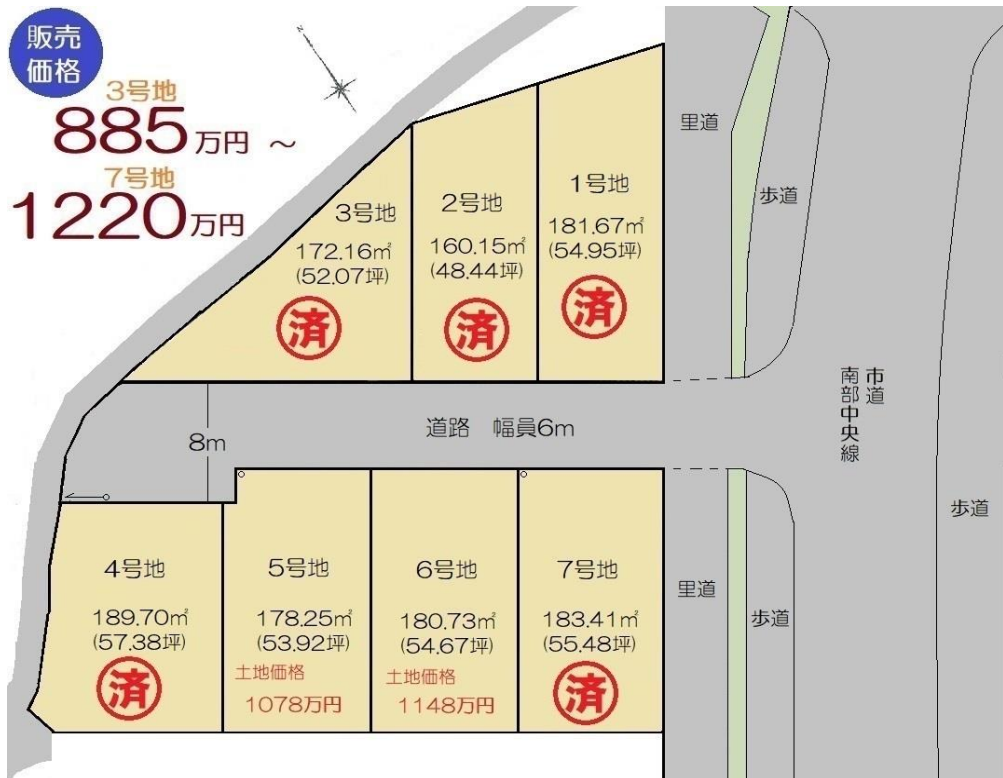 販売
価格
3号地
885万円 ～
7号地
1220万円
3号地
172.16㎡
(52.07坪)
済
2号地
160.15㎡
(48.44坪)
済
1号地
181.67㎡
(54.95坪)
済
里道
歩道
8m
道路 幅員6m
市道
南部中央線
歩道
4号地
189.70㎡
(57.38坪)
済
5号地
178.25㎡
(53.92坪)
土地価格
1078万円
6号地
180.73㎡
(54.67坪)
土地価格
1148万円
7号地
183.41㎡
(55.48坪)
済
里道
歩道